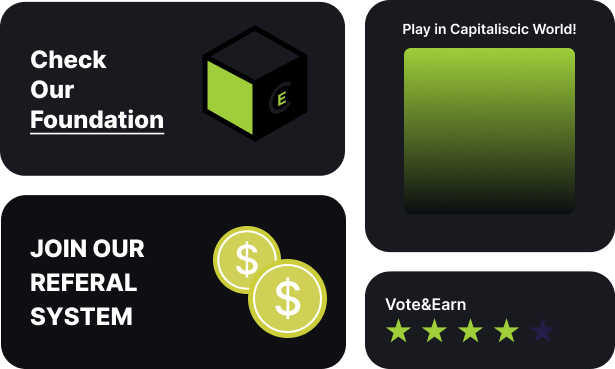 Check
Our
Foundation
E
JOIN OUR
REFERAL
SYSTEM
$
$
Play in Capitaliscic World!
Vote&Earn